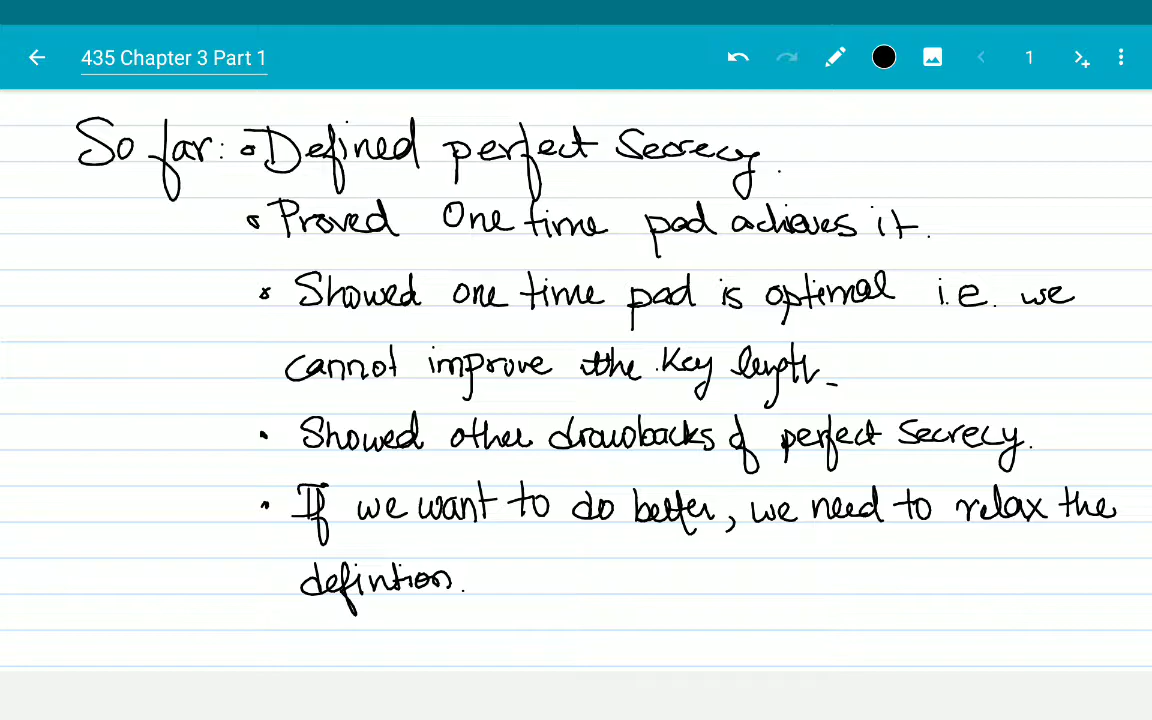 435 Chapter 3 Part 1
1
So far: • Defined perfect Secrecy.
• Proved One time pad achieves it.
• Showed one time pad is optimal i.e. we
cannot improve the key length.
• Showed other drawbacks of perfect secrecy.
• If we want to do better, we need to relax the
defintion.